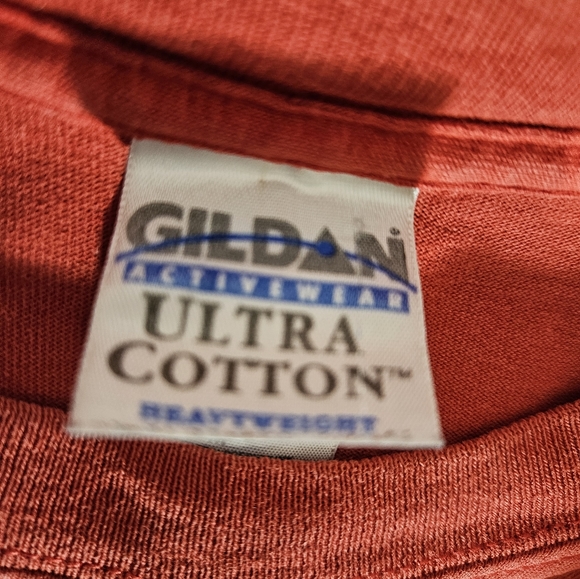 GILDAN®
ACTIVEWEAR
ULTRA
COTTON™
HEAVYWEIGHT